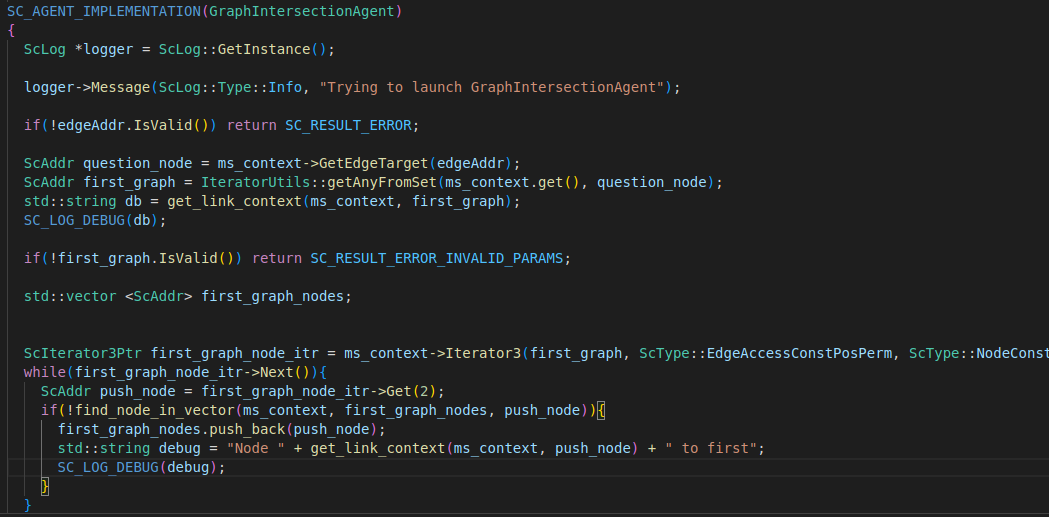 SC_AGENT_IMPLEMENTATION(GraphIntersectionAgent)
{
ScLog *logger = ScLog::GetInstance();
logger->Message(ScLog::Type::Info, "Trying to launch GraphIntersectionAgent");
if(!edgeAddr.IsValid()) return SC_RESULT_ERROR;
ScAddr question_node = ms_context->GetEdgeTarget(edgeAddr);
ScAddr first_graph = IteratorUtils::getAnyFromSet(ms_context.get(), question_node);
std::string db = get_link_context(ms_context, first_graph);
SC_LOG_DEBUG(db);
if(!first_graph.IsValid()) return SC_RESULT_ERROR_INVALID_PARAMS;
std::vector <ScAddr> first_graph_nodes;
ScIterator3Ptr first_graph_node_itr = ms_context->Iterator3(first_graph, ScType::EdgeAccessConstPosPerm, ScType::NodeConst
while(first_graph_node_itr->Next()){
ScAddr push_node = first_graph_node_itr->Get(2);
if(!find_node_in_vector(ms_context, first_graph_nodes, push_node)){
first_graph_nodes.push_back(push_node);
std::string debug = "Node " + get_link_context(ms_context, push_node) + " to first";
SC_LOG_DEBUG(debug);
}
}